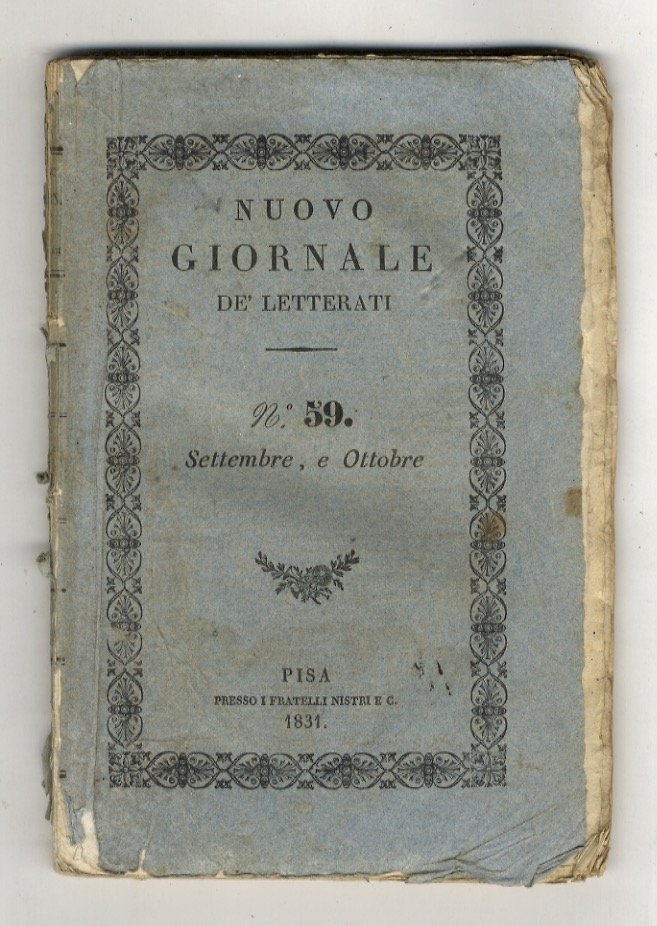 NUOVO
GIORNALE
DE' LETTERATI
N.º 59.
Settembre, e Ottobre
PISA
PRESSO I FRATELLI NISTRI E C.
1831.